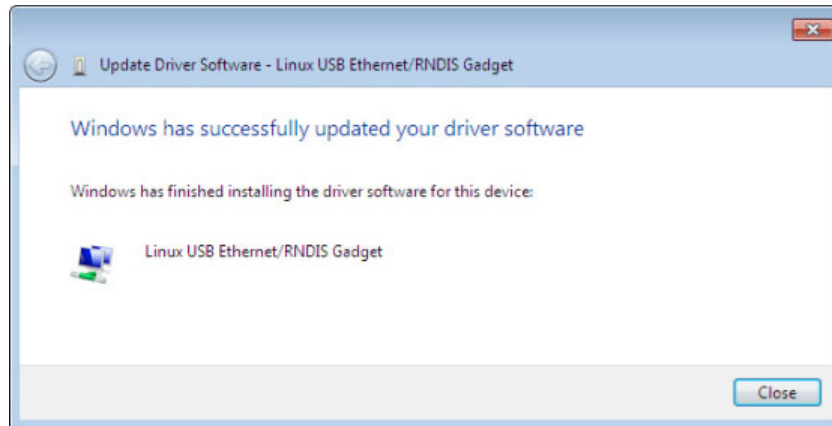 Update Driver Software - Linux USB Ethernet/RNDIS Gadget
Windows has successfully updated your driver software
Windows has finished installing the driver software for this device:
Linux USB Ethernet/RNDIS Gadget
Close